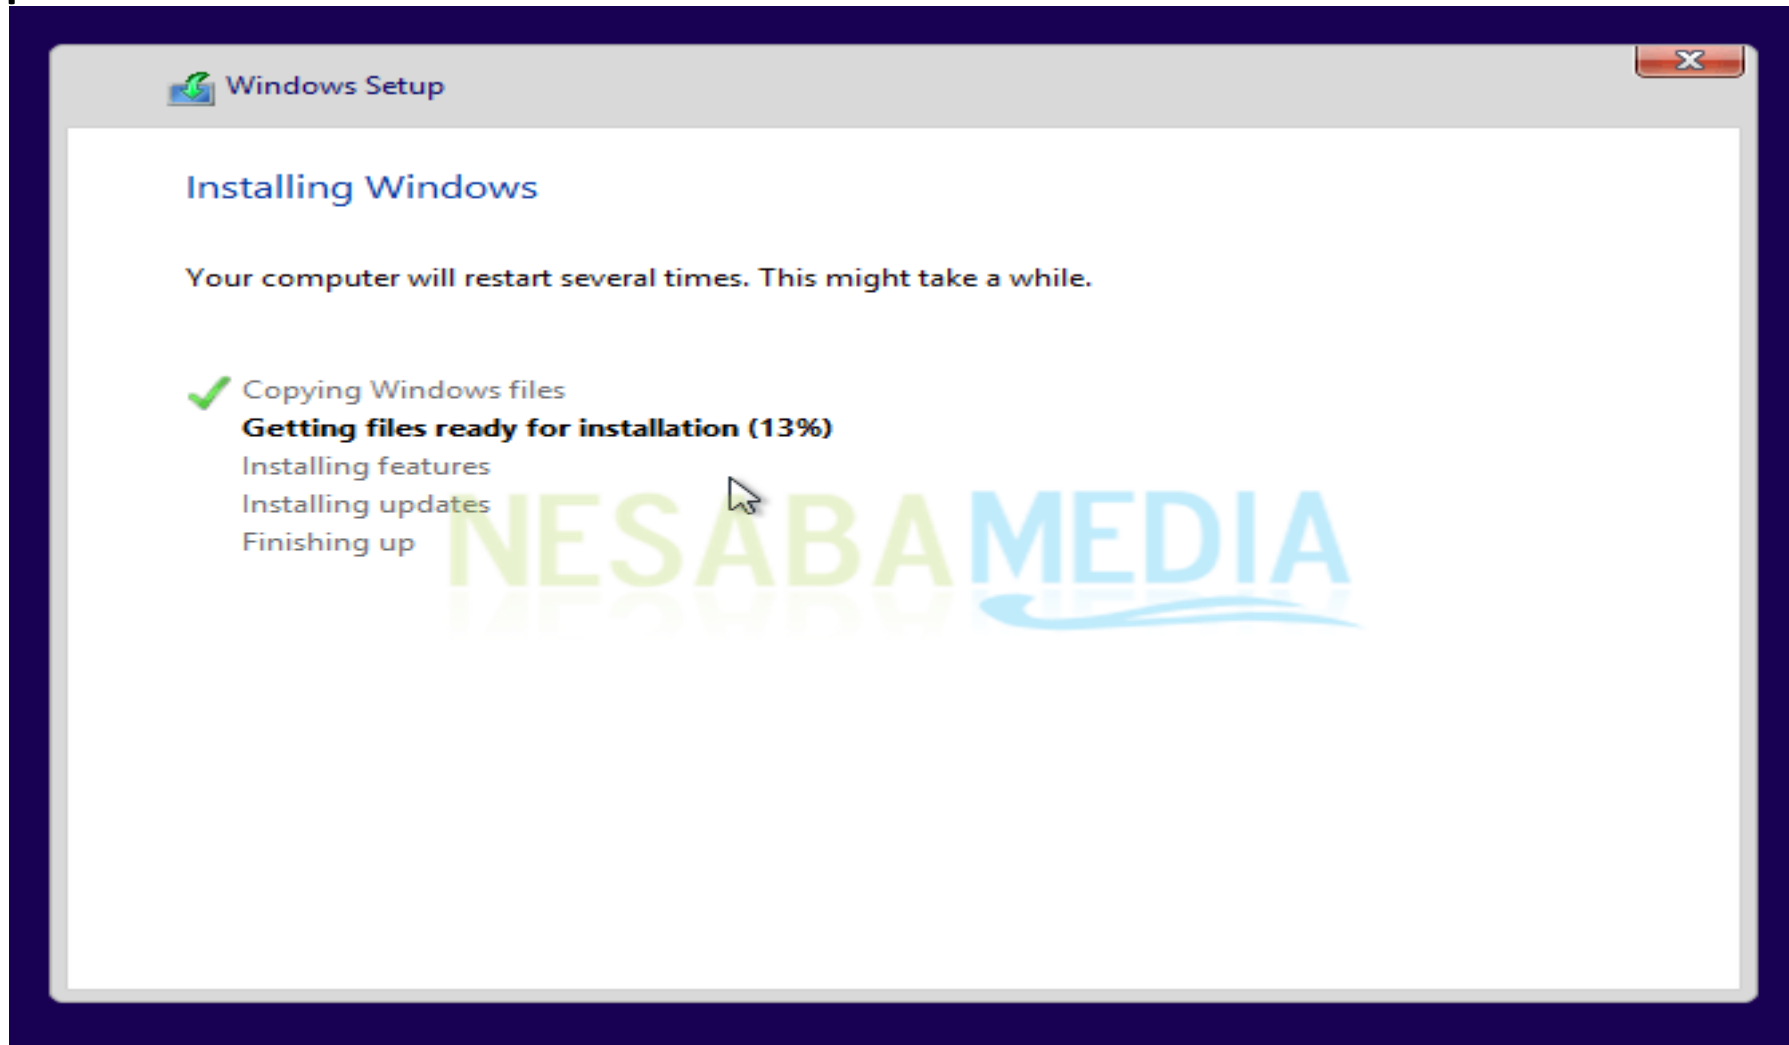 Windows Setup
Installing Windows
Your computer will restart several times. This might take a while.
Copying Windows files
Getting files ready for installation (13%)
Installing features
Installing updates
Finishing up
NESABAMEDIA